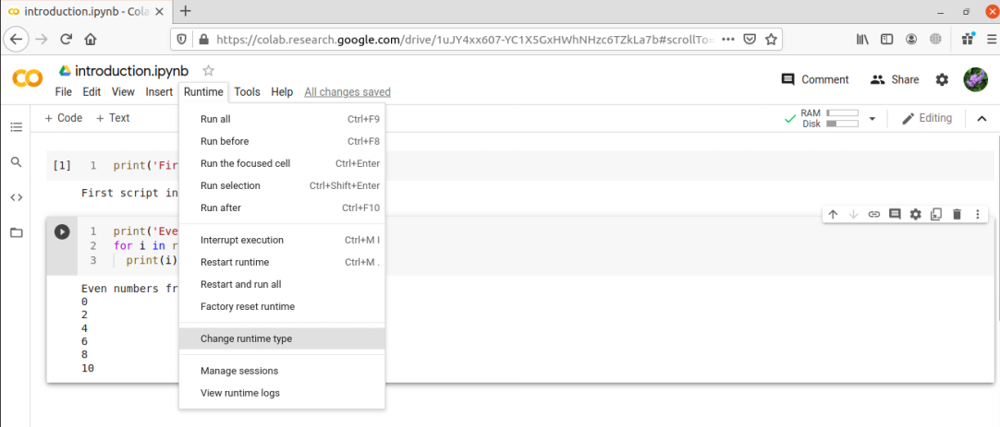 introduction.ipynb - Cola
https://colab.research.google.com/drive/1uJY4xx607-YC1X5GxHWhNHzc6TZkLa7b#scrollTo=
CO introduction.ipynb
Comment Share
File Edit View Insert Runtime Tools Help All changes saved
+ Code + Text
RAM
Disk
Editing
Run all Ctrl+F9
Run before Ctrl+F8
Run the focused cell Ctrl+Enter
Run selection Ctrl+Shift+Enter
Run after Ctrl+F10
Interrupt execution Ctrl+M I
Restart runtime Ctrl+M .
Restart and run all
Factory reset runtime
Change runtime type
Manage sessions
View runtime logs
[1] 1 print('Fir
First script in
1 print('Eve
2 for i in r
3 print(i)
Even numbers fr
0
2
4
6
8
10